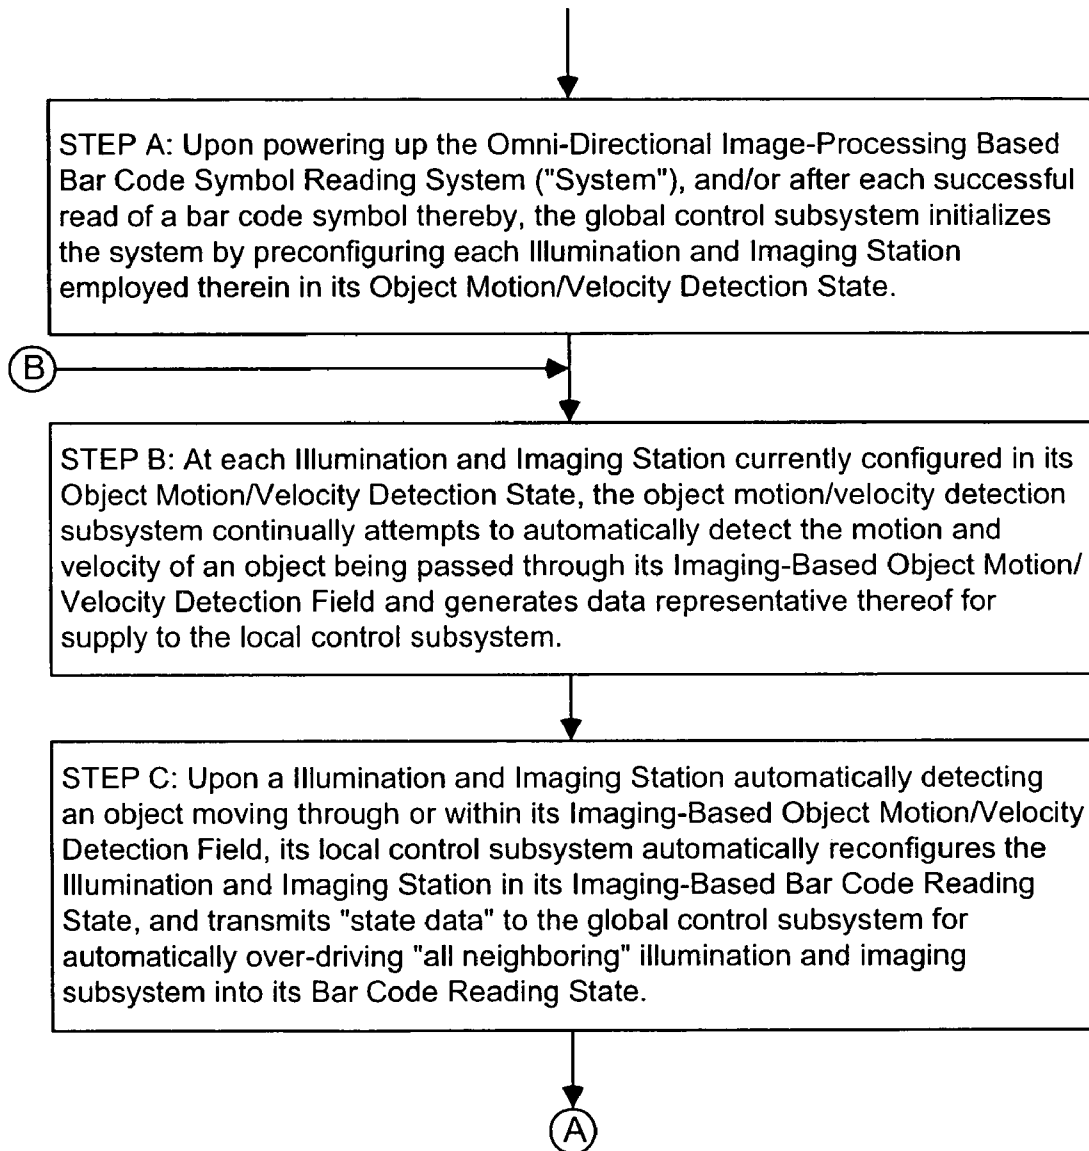 STEP A: Upon powering up the Omni-Directional Image-Processing Based
Bar Code Symbol Reading System ("System"), and/or after each successful
read of a bar code symbol thereby, the global control subsystem initializes
the system by preconfiguring each Illumination and Imaging Station
employed therein in its Object Motion/Velocity Detection State.
B
STEP B: At each Illumination and Imaging Station currently configured in its
Object Motion/Velocity Detection State, the object motion/velocity detection
subsystem continually attempts to automatically detect the motion and
velocity of an object being passed through its Imaging-Based Object Motion/
Velocity Detection Field and generates data representative thereof for
supply to the local control subsystem.
STEP C: Upon a Illumination and Imaging Station automatically detecting
an object moving through or within its Imaging-Based Object Motion/Velocity
Detection Field, its local control subsystem automatically reconfigures the
Illumination and Imaging Station in its Imaging-Based Bar Code Reading
State, and transmits "state data" to the global control subsystem for
automatically over-driving "all neighboring" illumination and imaging
subsystem into its Bar Code Reading State.
A